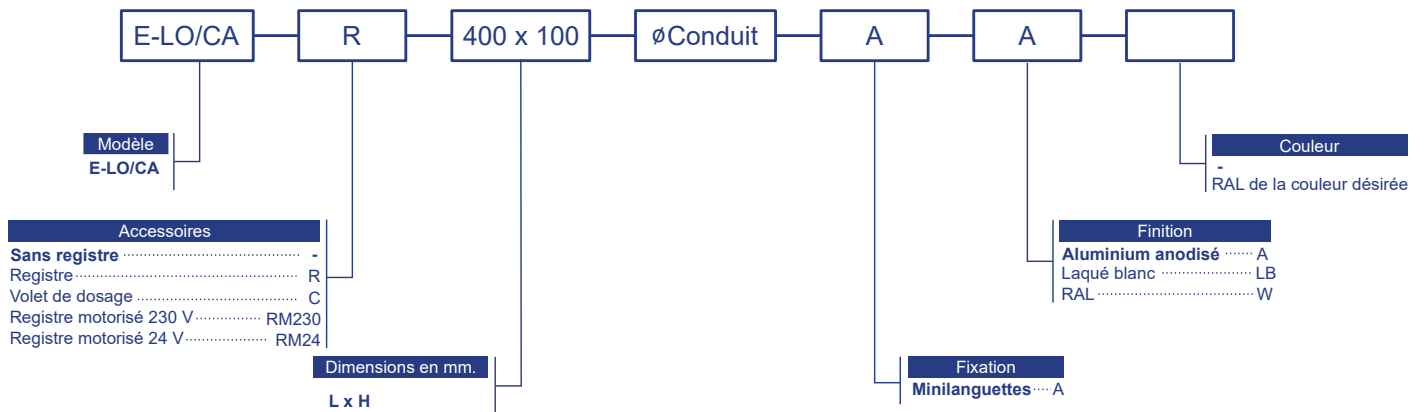 E-LO/CA R 400 x 100 øConduit A A
Modèle
E-LO/CA
Couleur
-
RAL de la couleur désirée
Accessoires
Sans registre -
Registre R
Volet de dosage C
Registre motorisé 230 V RM230
Registre motorisé 24 V RM24
Finition
Aluminium anodisé A
Laqué blanc LB
RAL W
Dimensions en mm.
L x H
Fixation
Minilanguettes A